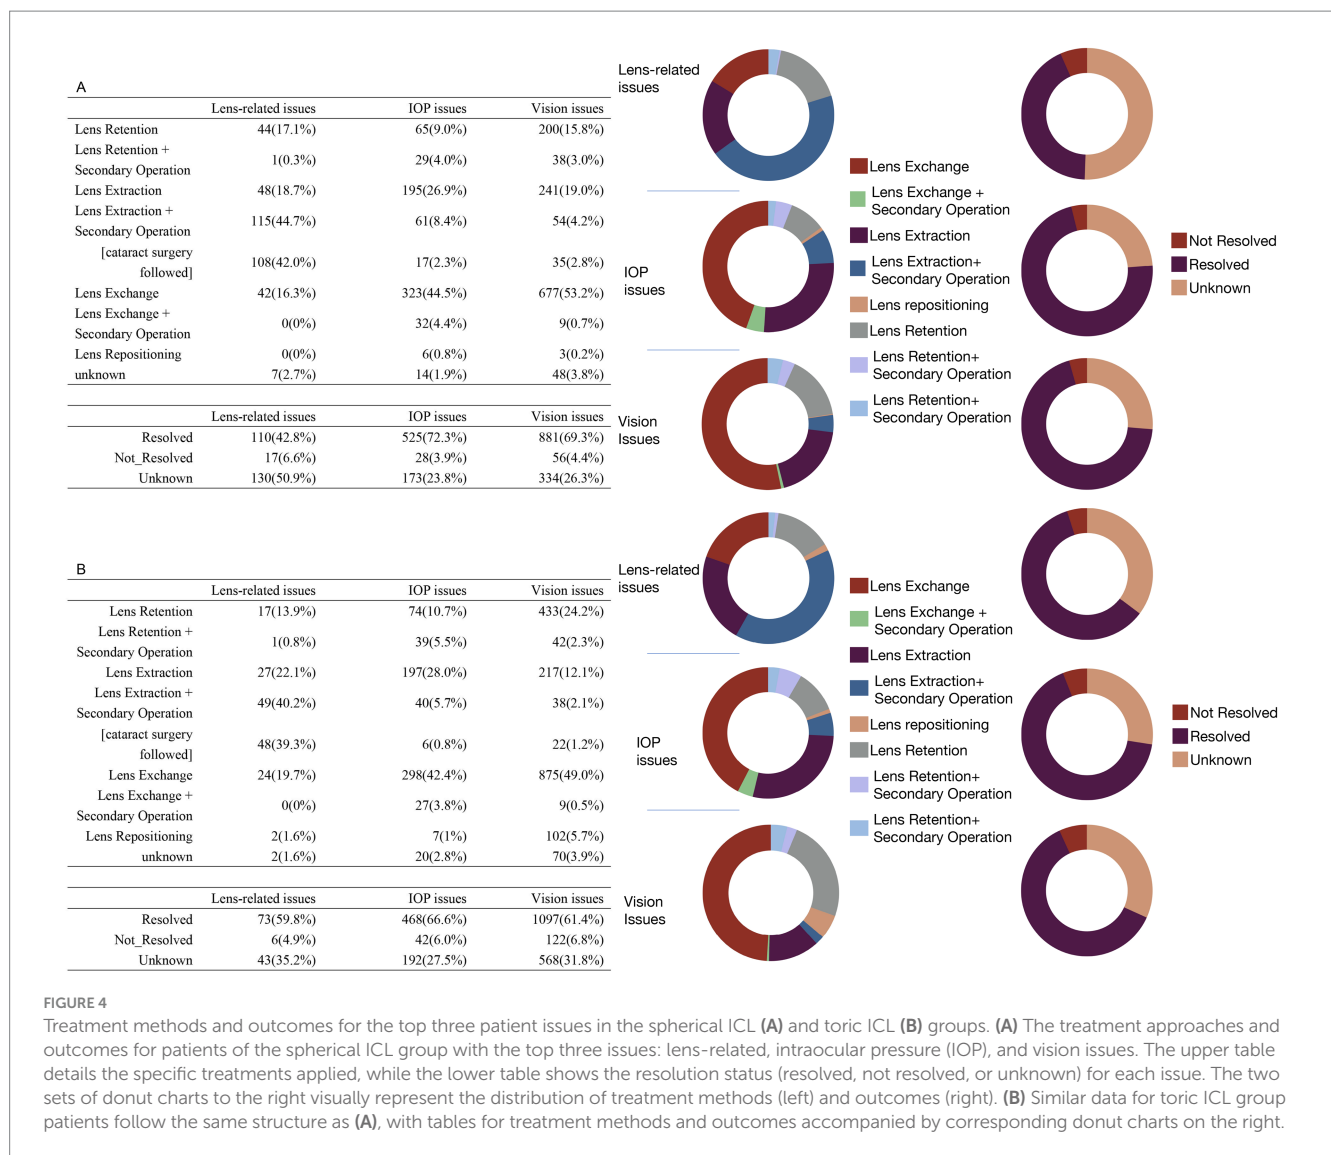 A
Lens-related issues IOP issues Vision issues
Lens Retention 44(17.1%) 65(9.0%) 200(15.8%)
Lens Retention +
Secondary Operation 1(0.3%) 29(4.0%) 38(3.0%)
Lens Extraction 48(18.7%) 195(26.9%) 241(19.0%)
Lens Extraction +
Secondary Operation 115(44.7%) 61(8.4%) 54(4.2%)
[cataract surgery
followed] 108(42.0%) 17(2.3%) 35(2.8%)
Lens Exchange 42(16.3%) 323(44.5%) 677(53.2%)
Lens Exchange +
Secondary Operation 0(0%) 32(4.4%) 9(0.7%)
Lens Repositioning 0(0%) 6(0.8%) 3(0.2%)
unknown 7(2.7%) 14(1.9%) 48(3.8%)
Lens-related issues IOP issues Vision issues
Resolved 110(42.8%) 525(72.3%) 881(69.3%)
Not_Resolved 17(6.6%) 28(3.9%) 56(4.4%)
Unknown 130(50.9%) 173(23.8%) 334(26.3%)
Lens-related
issues
IOP
issues
Vision
Issues
Lens Exchange
Lens Exchange +
Secondary Operation
Lens Extraction
Lens Extraction+
Secondary Operation
Lens repositioning
Lens Retention
Lens Retention+
Secondary Operation
Lens Retention+
Secondary Operation
Not Resolved
Resolved
Unknown
B
Lens-related issues IOP issues Vision issues
Lens Retention 17(13.9%) 74(10.7%) 433(24.2%)
Lens Retention +
Secondary Operation 1(0.8%) 39(5.5%) 42(2.3%)
Lens Extraction 27(22.1%) 197(28.0%) 217(12.1%)
Lens Extraction +
Secondary Operation 49(40.2%) 40(5.7%) 38(2.1%)
[cataract surgery
followed] 48(39.3%) 6(0.8%) 22(1.2%)
Lens Exchange 24(19.7%) 298(42.4%) 875(49.0%)
Lens Exchange +
Secondary Operation 0(0%) 27(3.8%) 9(0.5%)
Lens Repositioning 2(1.6%) 7(1%) 102(5.7%)
unknown 2(1.6%) 20(2.8%) 70(3.9%)
Lens-related issues IOP issues Vision issues
Resolved 73(59.8%) 468(66.6%) 1097(61.4%)
Not_Resolved 6(4.9%) 42(6.0%) 122(6.8%)
Unknown 43(35.2%) 192(27.5%) 568(31.8%)
Lens-related
issues
IOP
issues
Vision
Issues
Lens Exchange
Lens Exchange +
Secondary Operation
Lens Extraction
Lens Extraction+
Secondary Operation
Lens repositioning
Lens Retention
Lens Retention+
Secondary Operation
Lens Retention+
Secondary Operation
Not Resolved
Resolved
Unknown
FIGURE 4
Treatment methods and outcomes for the top three patient issues in the spherical ICL (A) and toric ICL (B) groups. (A) The treatment approaches and
outcomes for patients of the spherical ICL group with the top three issues: lens-related, intraocular pressure (IOP), and vision issues. The upper table
details the specific treatments applied, while the lower table shows the resolution status (resolved, not resolved, or unknown) for each issue. The two
sets of donut charts to the right visually represent the distribution of treatment methods (left) and outcomes (right). (B) Similar data for toric ICL group
patients follow the same structure as (A), with tables for treatment methods and outcomes accompanied by corresponding donut charts on the right.